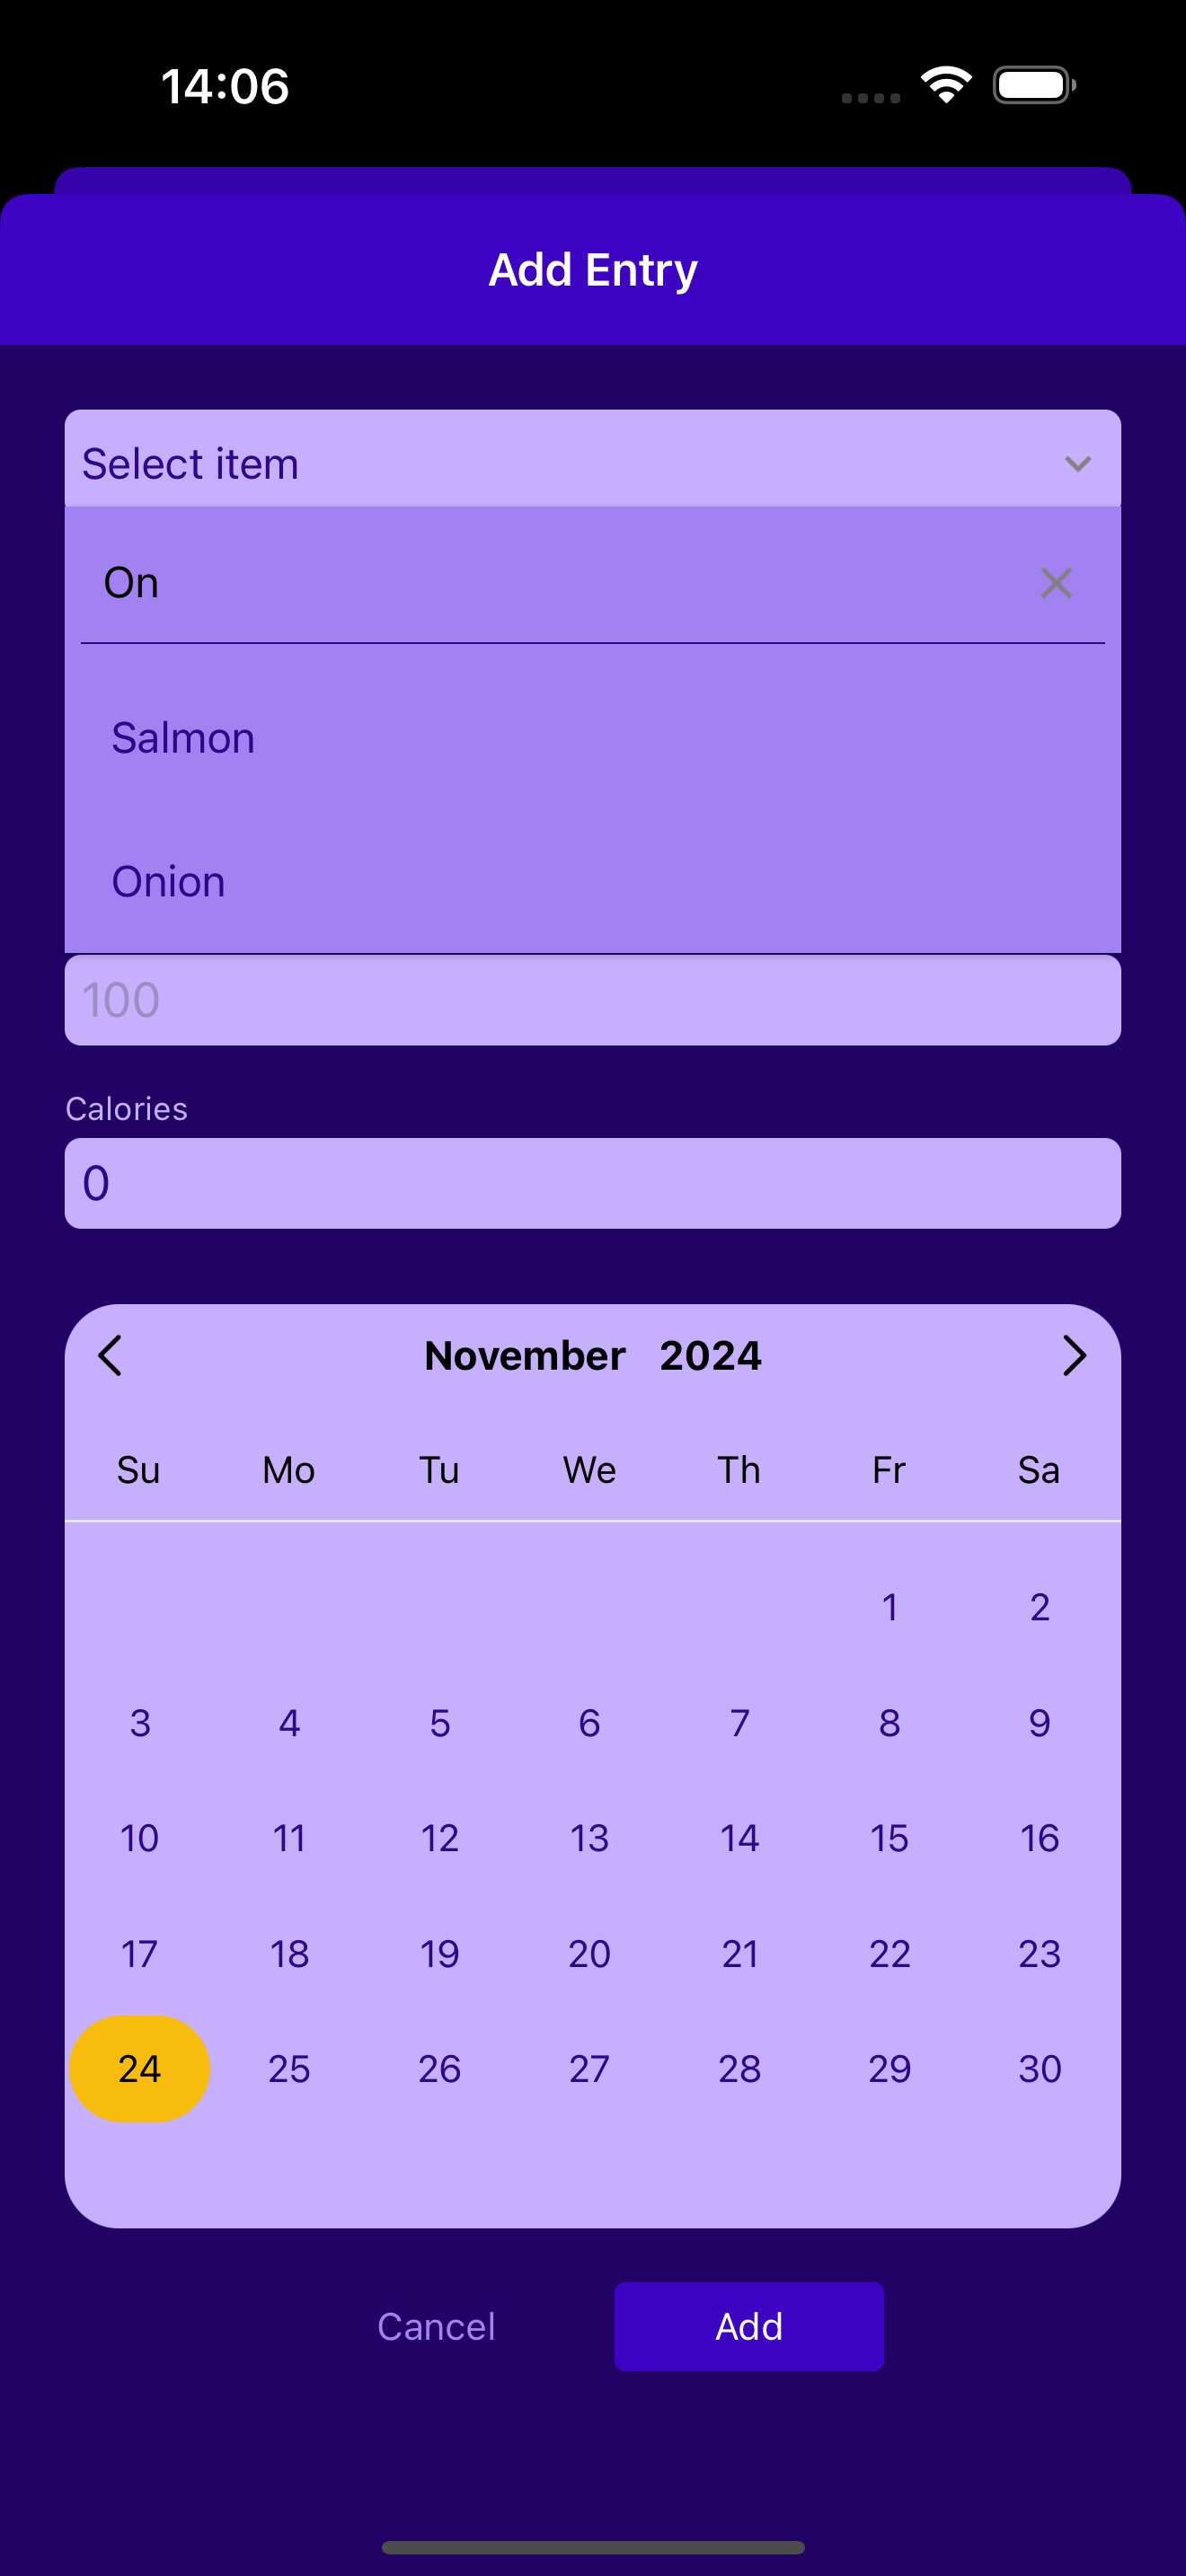 14:06
Add Entry
Select item
On
Salmon
Onion
100
Calories
0
November 2024
Su Mo Tu We Th Fr Sa
1 2
3 4 5 6 7 8 9
10 11 12 13 14 15 16
17 18 19 20 21 22 23
24 25 26 27 28 29 30
Cancel Add